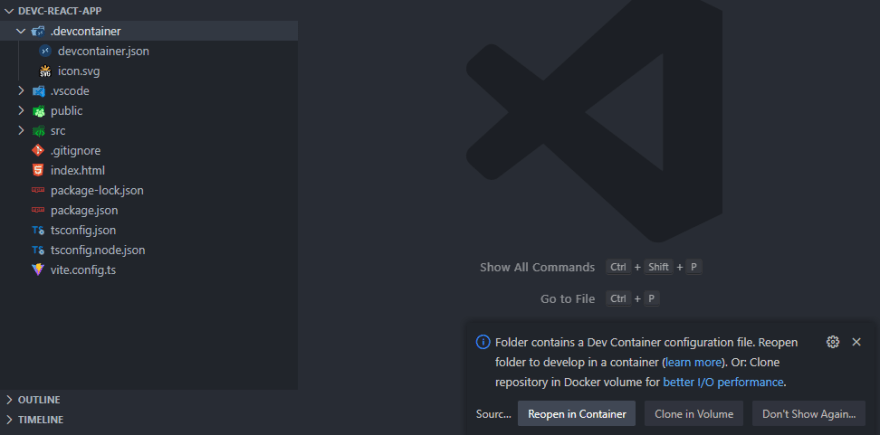 DEVC-REACT-APP
.devcontainer
devcontainer.json
SVG
icon.svg
.vscode
public
src
.gitignore
index.html
package-lock.json
package.json
TS tsconfig.json
TS tsconfig.node.json
vite.config.ts
OUTLINE
TIMELINE
Show All Commands Ctrl + Shift + P
Go to File Ctrl + P
Folder contains a Dev Container configuration file. Reopen
folder to develop in a container (learn more). Or: Clone
repository in Docker volume for better I/O performance.
Sourc... Reopen in Container Clone in Volume Don't Show Again...